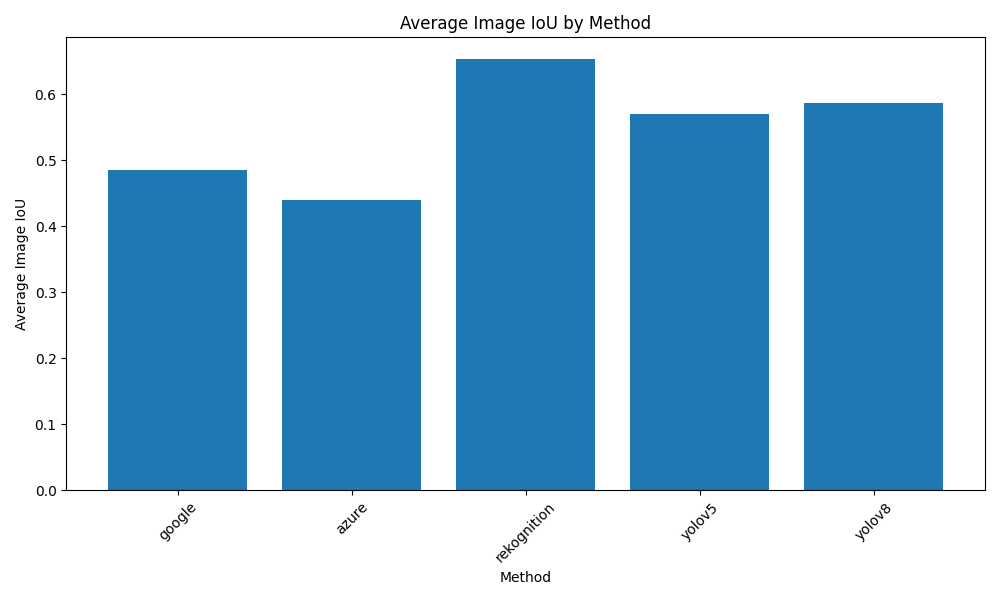 Average Image IoU by Method
Average Image IoU
0.6
0.5
0.4
0.3
0.2
0.1
0.0
google
azure
rekognition
yolov5
yolov8
Method